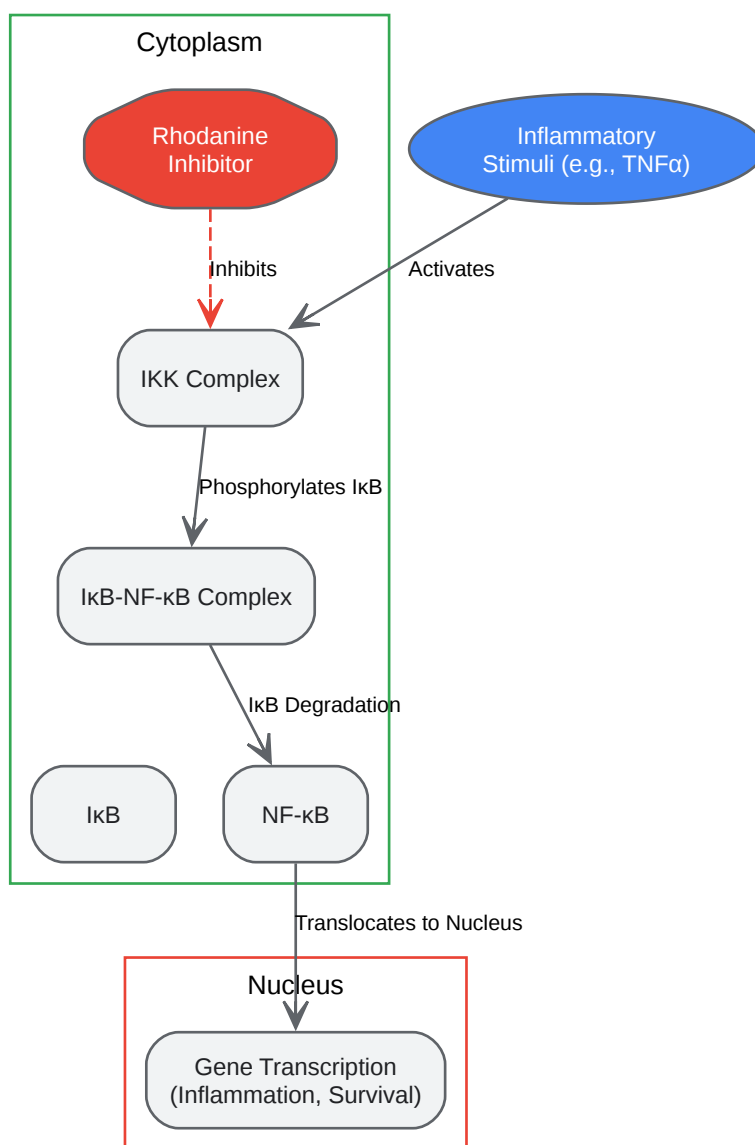 Cytoplasm
Rhodanine
Inhibitor
Inflammatory
Stimuli (e.g., TNFα)
Inhibits
Activates
IKK Complex
Phosphorylates IκB
IκB-NF-κB Complex
IκB Degradation
IκB
NF-κB
Translocates to Nucleus
Nucleus
Gene Transcription
(Inflammation, Survival)